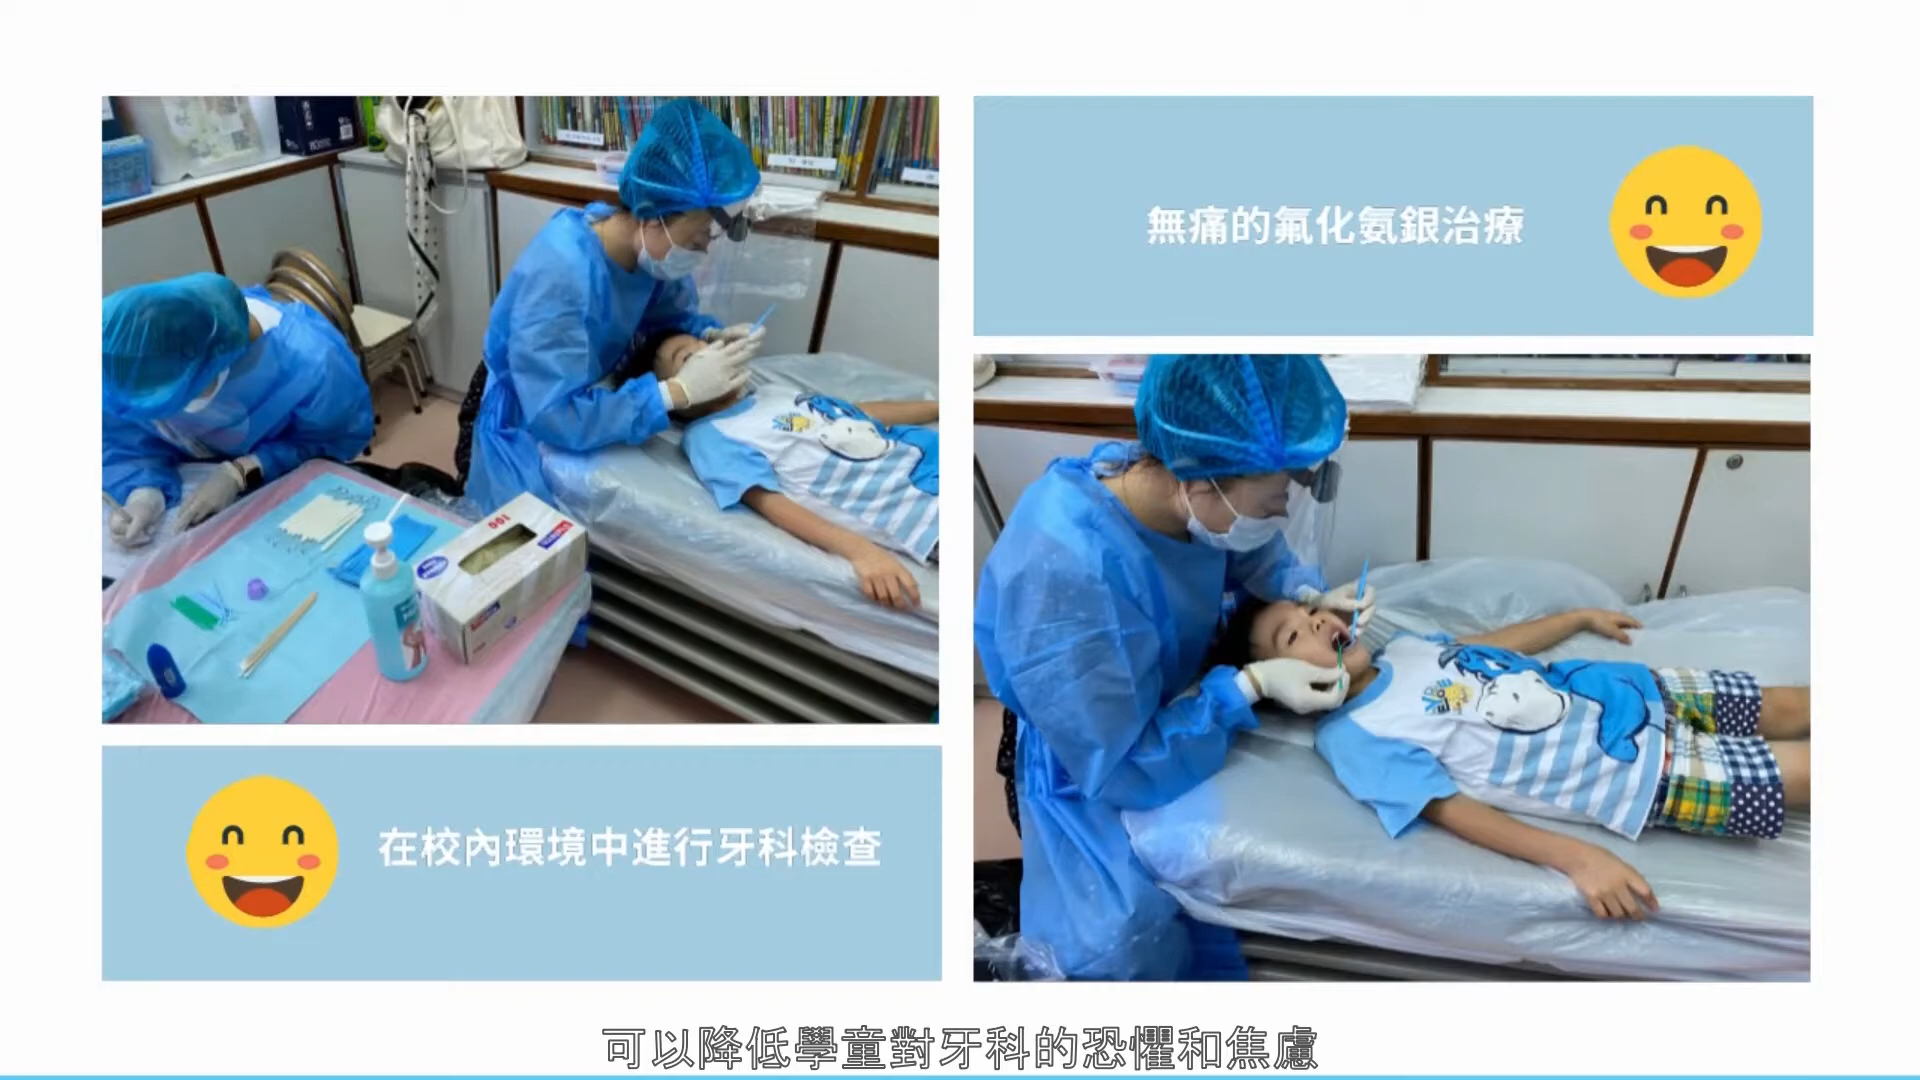 無痛的氟化氨銀治療
100
在校內環境中進行牙科檢查
可以降低學童對牙科的恐懼和焦慮